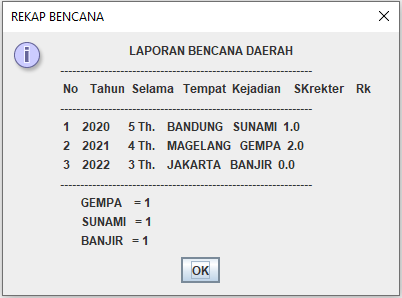 REKAP BENCANA
LAPORAN BENCANA DAERAH
---------------------------------------------------------------
No Tahun Selama Tempat Kejadian SKrekter Rk
---------------------------------------------------------------
1 2020 5 Th. BANDUNG SUNAMI 1.0
2 2021 4 Th. MAGELANG GEMPA 2.0
3 2022 3 Th. JAKARTA BANJIR 0.0
---------------------------------------------------------------
GEMPA = 1
SUNAMI = 1
BANJIR = 1
OK